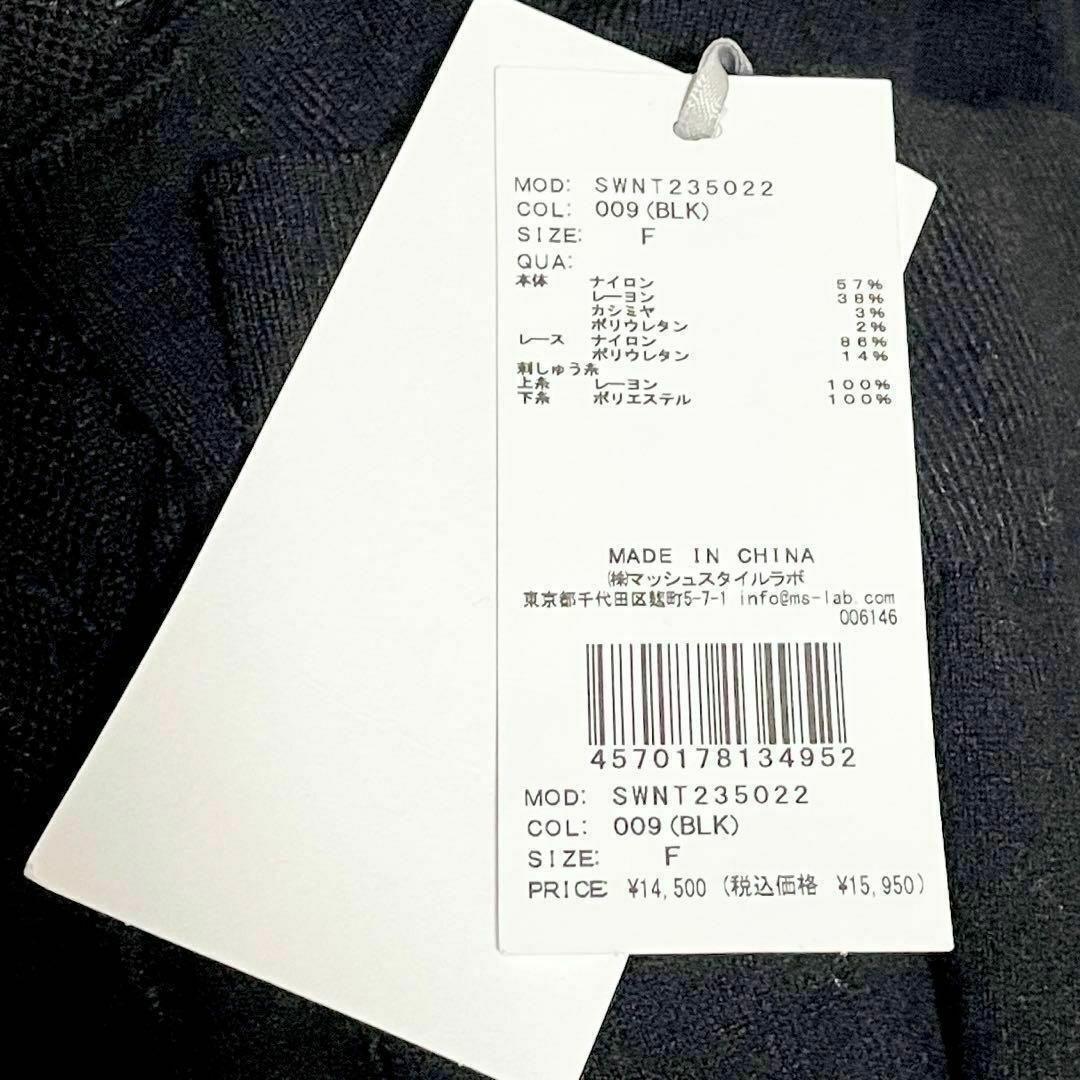 MOD: SWNT235022
COL: 009(BLK)
SIZE: F
QUA:
本体 ナイロン 57%
レーヨン 38%
カシミヤ 3%
ポリウレタン 2%
レース ナイロン 86%
ポリウレタン 14%
刺しゅう糸
上糸 レーヨン 100%
下糸 ポリエステル 100%
MADE IN CHINA
㈱マッシュスタイルラボ
東京都千代田区麹町5-7-1 info@ms-lab.com
006146
4570178134952
MOD: SWNT235022
COL: 009(BLK)
SIZE: F
PRICE ¥14,500 (税込価格 ¥15,950)